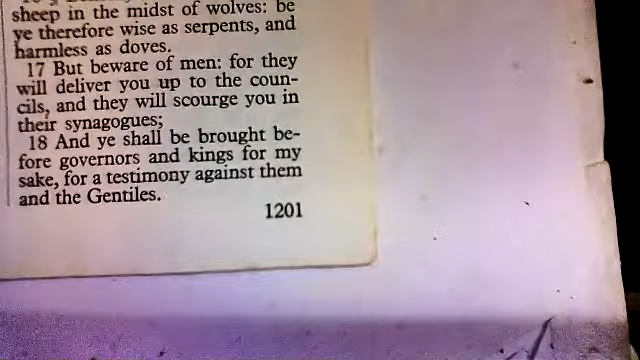 sheep in the midst of wolves: be
ye therefore wise as serpents, and
harmless as doves.
17 But beware of men: for they
will deliver you up to the coun-
cils, and they will scourge you in
their synagogues;
18 And ye shall be brought be-
fore governors and kings for my
sake, for a testimony against them
and the Gentiles.
1201